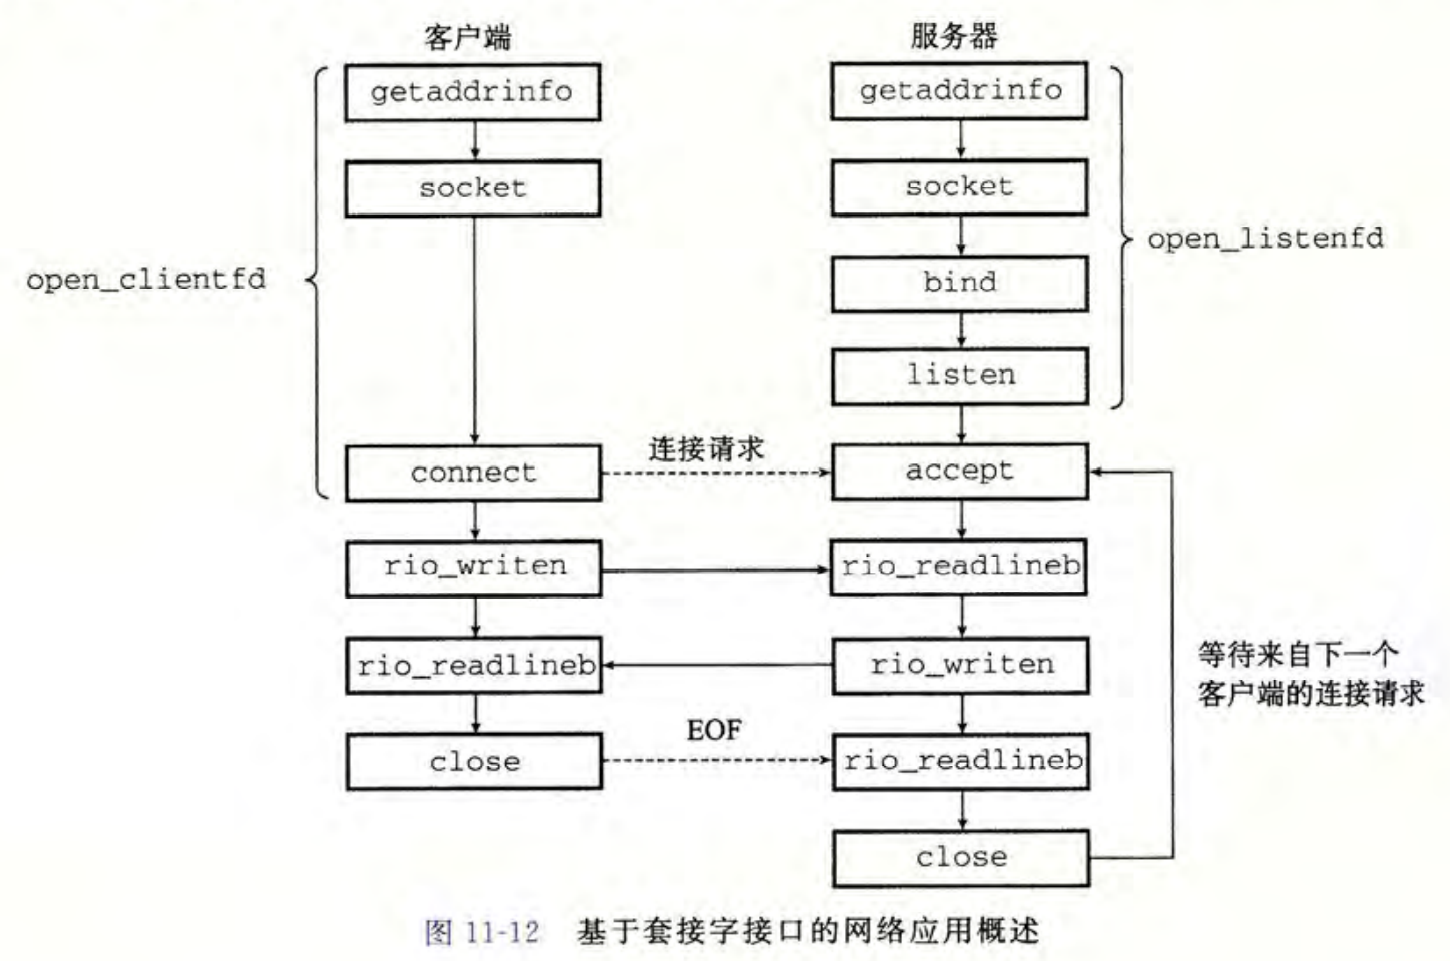 客户端
服务器
getaddrinfo
getaddrinfo
socket
socket
open_clientfd
bind
open_listenfd
listen
连接请求
connect
accept
rio_writen
rio_readlineb
rio_readlineb
rio_writen
等待来自下一个
客户端的连接请求
EOF
close
rio_readlineb
close
图 11-12 基于套接字接口的网络应用概述